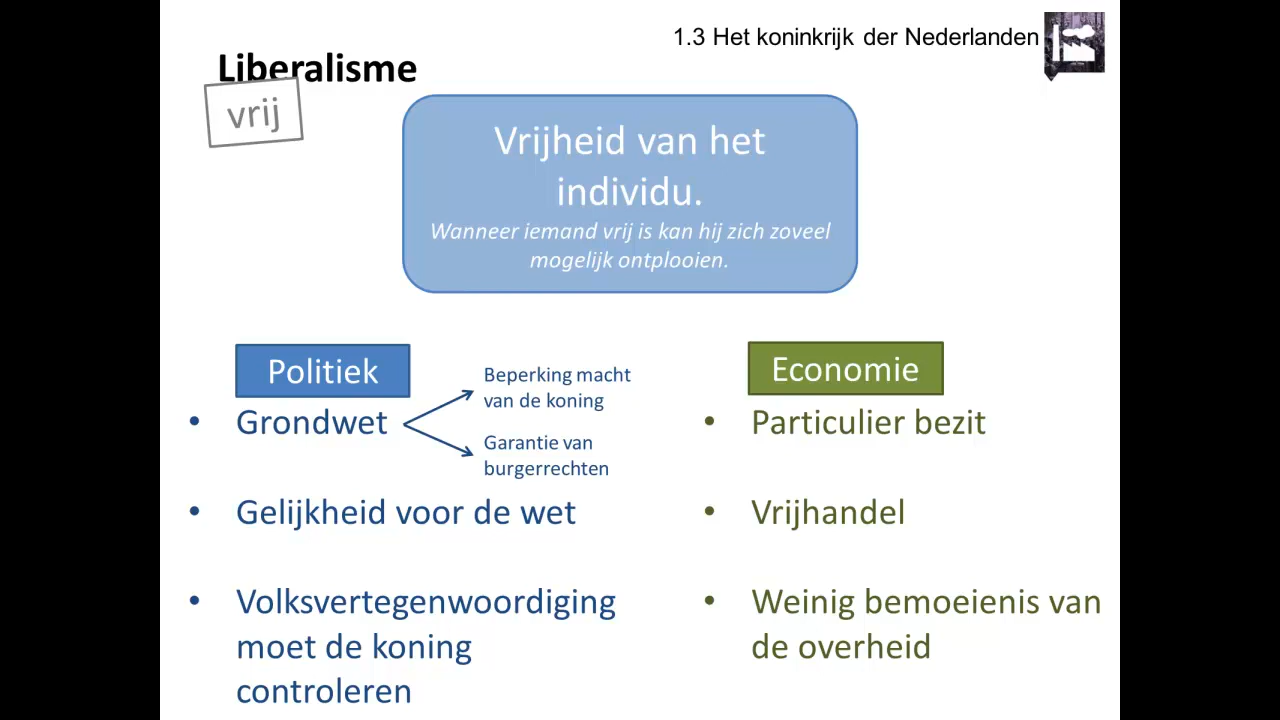 1.3 Het koninkrijk der Nederlanden
Liberalisme
vrij
Vrijheid van het
individu.
Wanneer iemand vrij is kan hij zich zoveel
mogelijk ontplooien.
Politiek
• Grondwet
Beperking macht
van de koning
Garantie van
burgerrechten
• Gelijkheid voor de wet
• Volksvertegenwoordiging
moet de koning
controleren
Economie
• Particulier bezit
• Vrijhandel
• Weinig bemoeienis van
de overheid